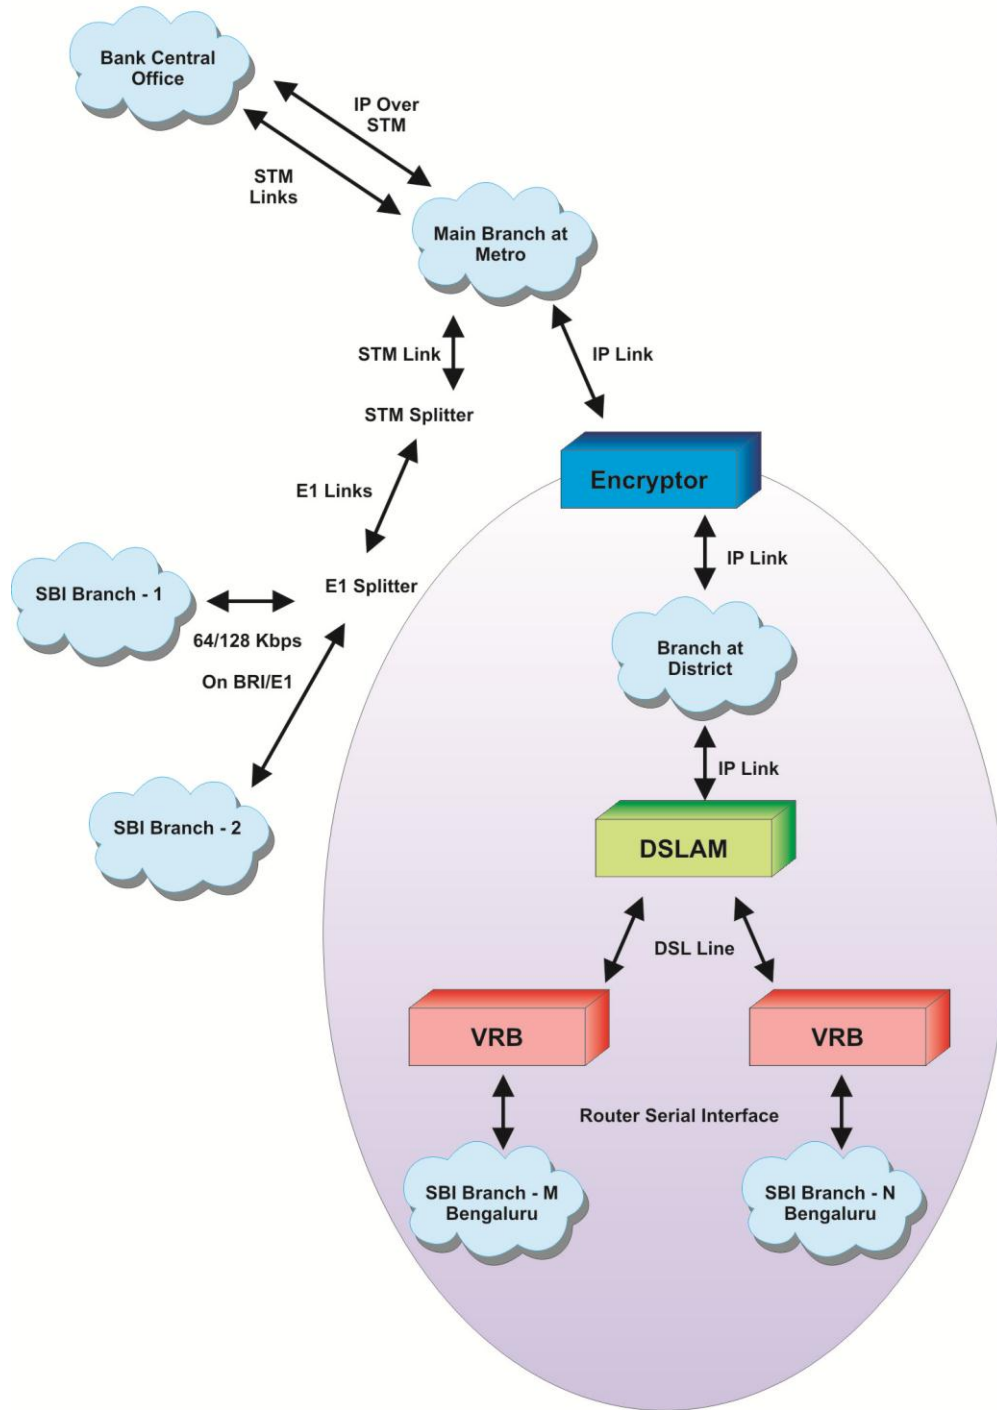 Bank Central
Office
IP Over
STM
STM
Links
Main Branch at
Metro
STM Link
IP Link
STM Splitter
E1 Links
Encryptor
IP Link
E1 Splitter
SBI Branch - 1
64/128 Kbps
On BRI/E1
Branch at
District
IP Link
SBI Branch - 2
DSLAM
DSL Line
VRB
VRB
Router Serial Interface
SBI Branch - M
Bengaluru
SBI Branch - N
Bengaluru